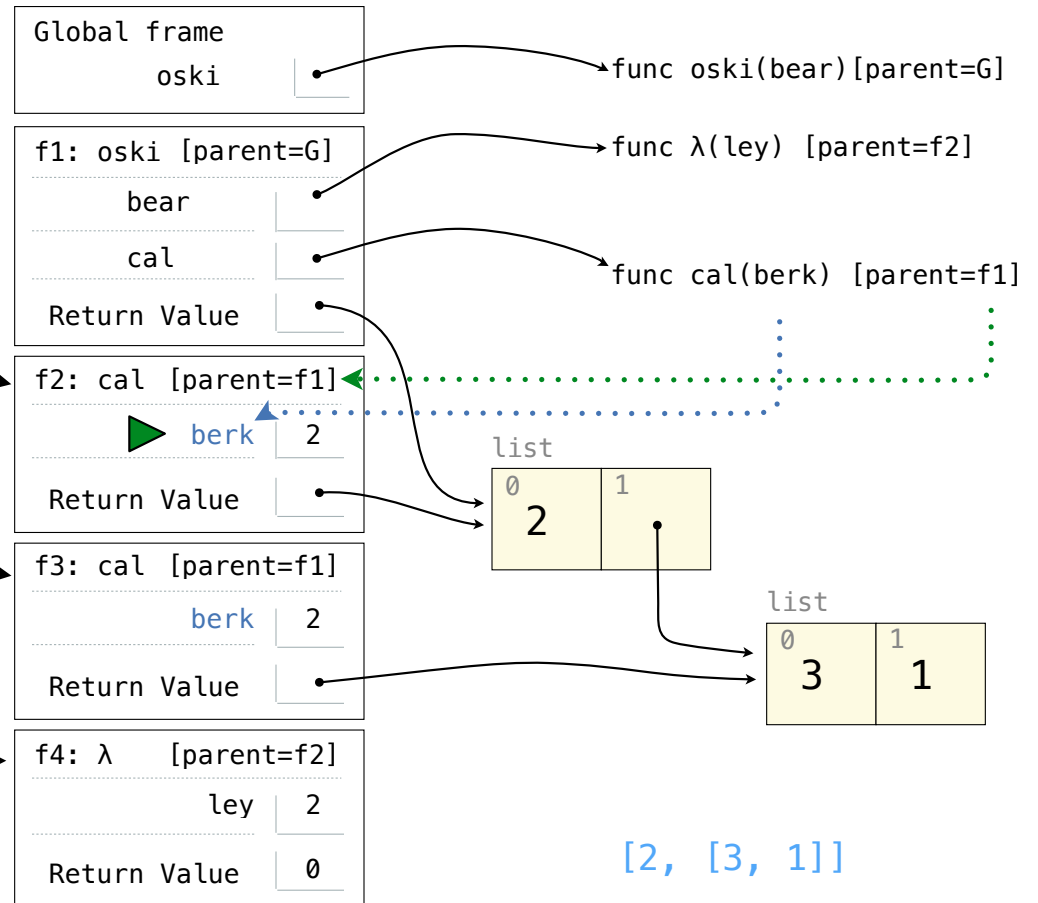 Global frame
oski
func oski(bear)[parent=G]
f1: oski [parent=G]
func λ(ley) [parent=f2]
bear
cal
func cal(berk) [parent=f1]
Return Value
f2: cal [parent=f1]
berk 2
list
0 1
2
Return Value
f3: cal [parent=f1]
berk 2
list
0 1
3 1
Return Value
f4: λ [parent=f2]
ley 2
Return Value 0
[2, [3, 1]]